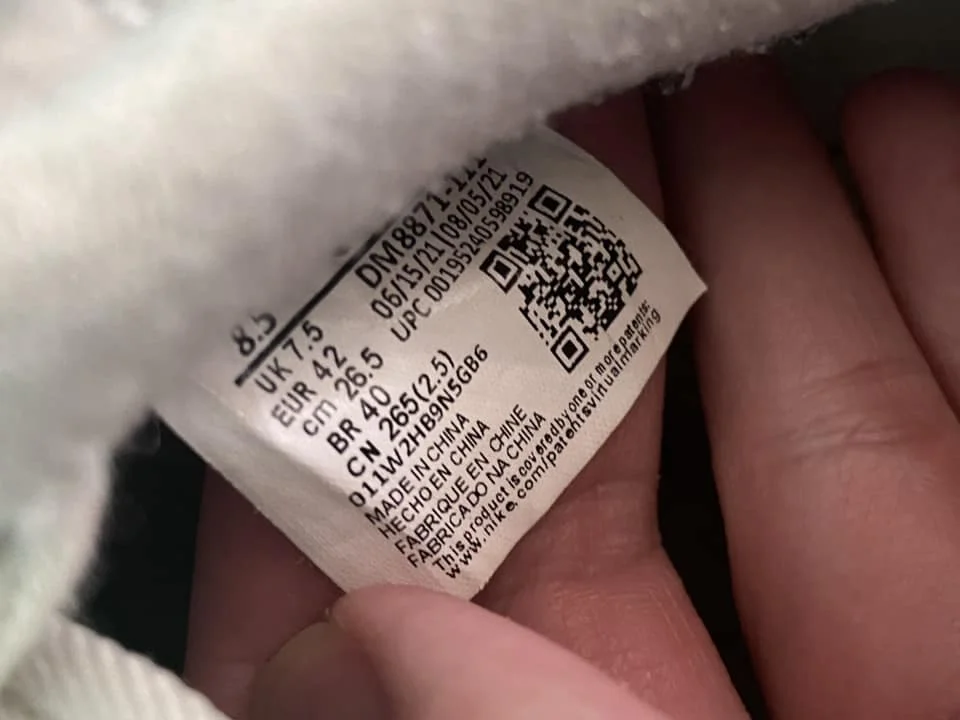 8.5
UK 7.5
EUR 42
cm 26.5
BR 40
CN 265(2.5)
011W2HB9N5GB6
MADE IN CHINA
HECHO EN CHINA
FABRIQUE EN CHINE
FABRICADO NA CHINA
This product is covered by one or more patents:
www.nike.com/patentsvirtualmarking
DM8871-111
06/15/21|08/05/21
UPC 00195240598919